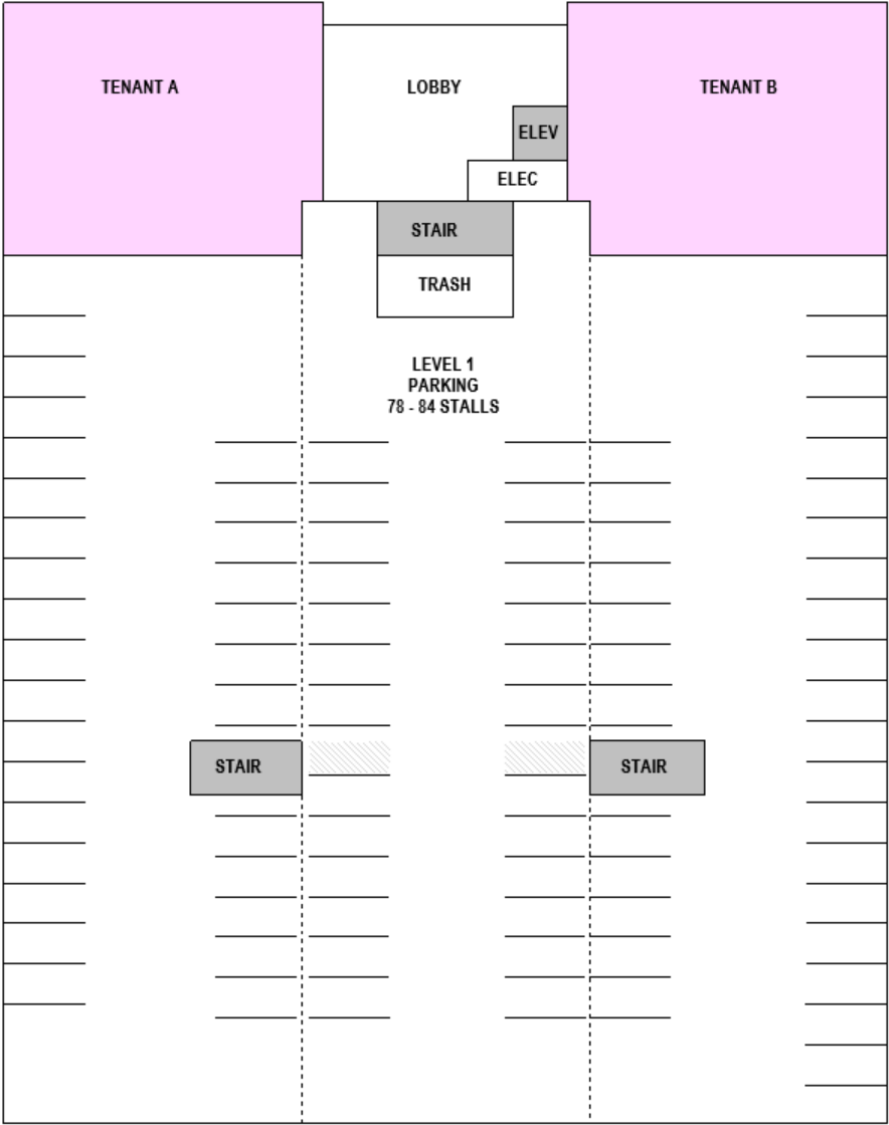 TENANT A
LOBBY
TENANT B
ELEV
ELEC
STAIR
TRASH
LEVEL 1
PARKING
78 - 84 STALLS
STAIR
STAIR